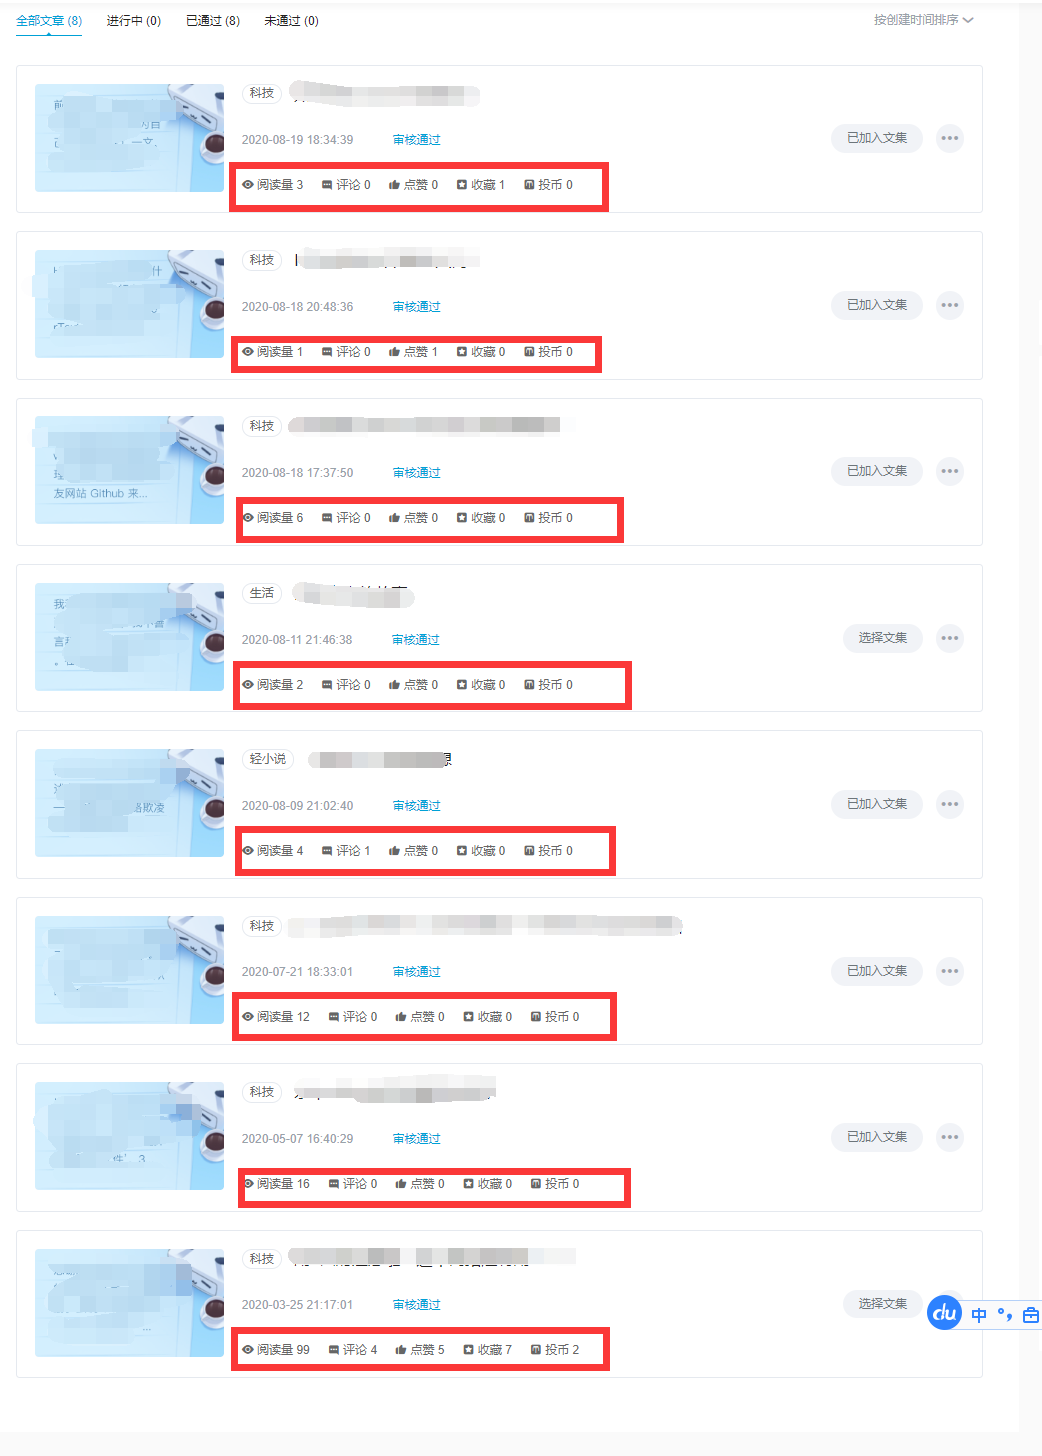 全部文章 (8) 进行中 (0) 已通过 (8) 未通过 (0) 按创建时间排序
科技
2020-08-19 18:34:39 审核通过 已加入文集
阅读量 3 评论 0 点赞 0 收藏 1 投币 0
科技
2020-08-18 20:48:36 审核通过 已加入文集
阅读量 1 评论 0 点赞 1 收藏 0 投币 0
科技
友网站 Github 来...
2020-08-18 17:37:50 审核通过 已加入文集
阅读量 6 评论 0 点赞 0 收藏 0 投币 0
生活
2020-08-11 21:46:38 审核通过 选择文集
阅读量 2 评论 0 点赞 0 收藏 0 投币 0
轻小说
2020-08-09 21:02:40 审核通过 已加入文集
阅读量 4 评论 1 点赞 0 收藏 0 投币 0
科技
2020-07-21 18:33:01 审核通过 已加入文集
阅读量 12 评论 0 点赞 0 收藏 0 投币 0
科技
2020-05-07 16:40:29 审核通过 已加入文集
阅读量 16 评论 0 点赞 0 收藏 0 投币 0
科技
2020-03-25 21:17:01 审核通过 选择文集
du 中 °,
阅读量 99 评论 4 点赞 5 收藏 7 投币 2